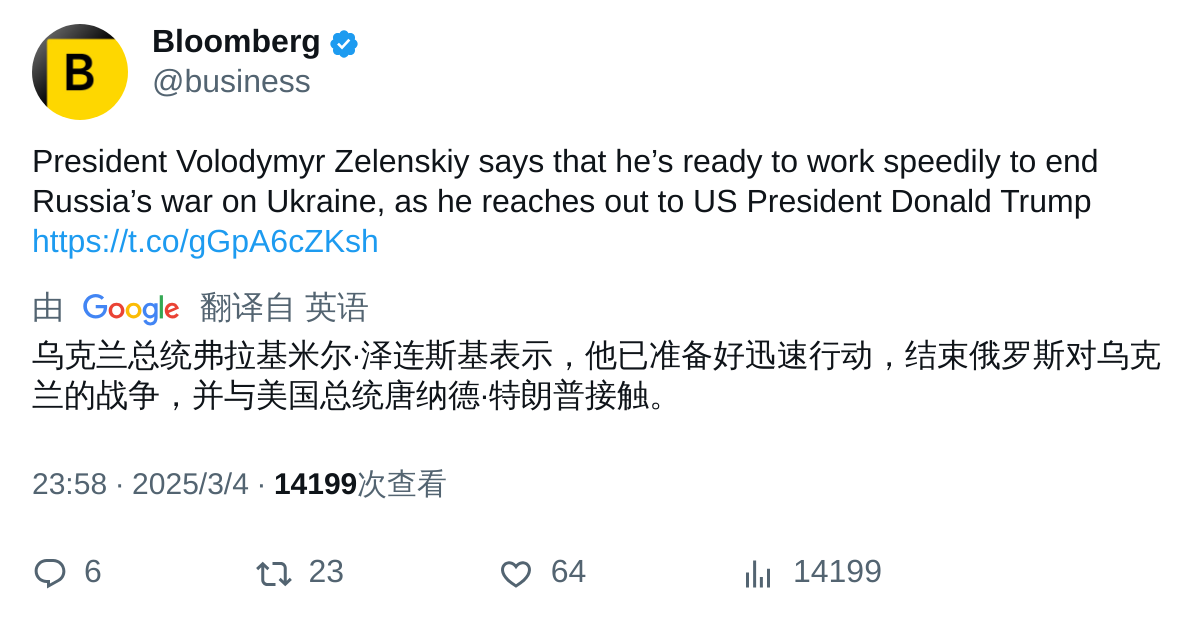 B
Bloomberg
@business
President Volodymyr Zelenskiy says that he’s ready to work speedily to end
Russia’s war on Ukraine, as he reaches out to US President Donald Trump
https://t.co/gGpA6cZKsh
由 Google 翻译自 英语
乌克兰总统弗拉基米尔·泽连斯基表示，他已准备好迅速行动，结束俄罗斯对乌克
兰的战争，并与美国总统唐纳德·特朗普接触。
23:58 · 2025/3/4 · 14199次查看
6 23 64 14199